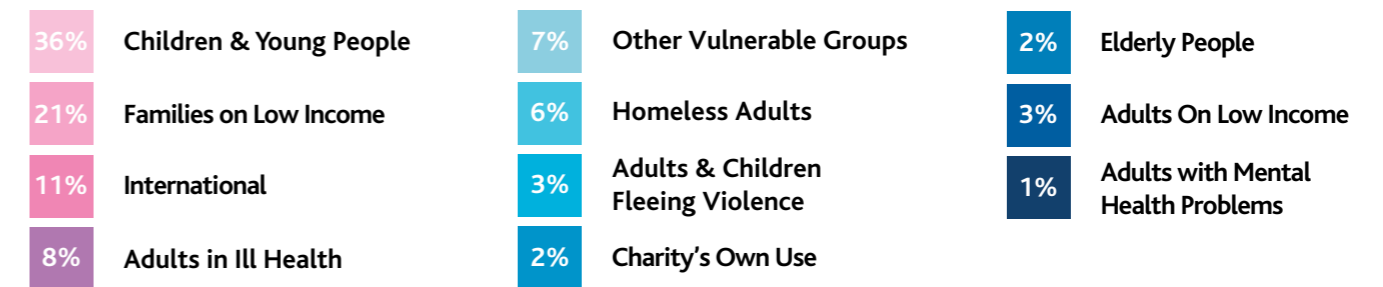 36% Children & Young People
21% Families on Low Income
11% International
8% Adults in Ill Health
7% Other Vulnerable Groups
6% Homeless Adults
3% Adults & Children
Fleeing Violence
2% Charity's Own Use
2% Elderly People
3% Adults On Low Income
1% Adults with Mental
Health Problems